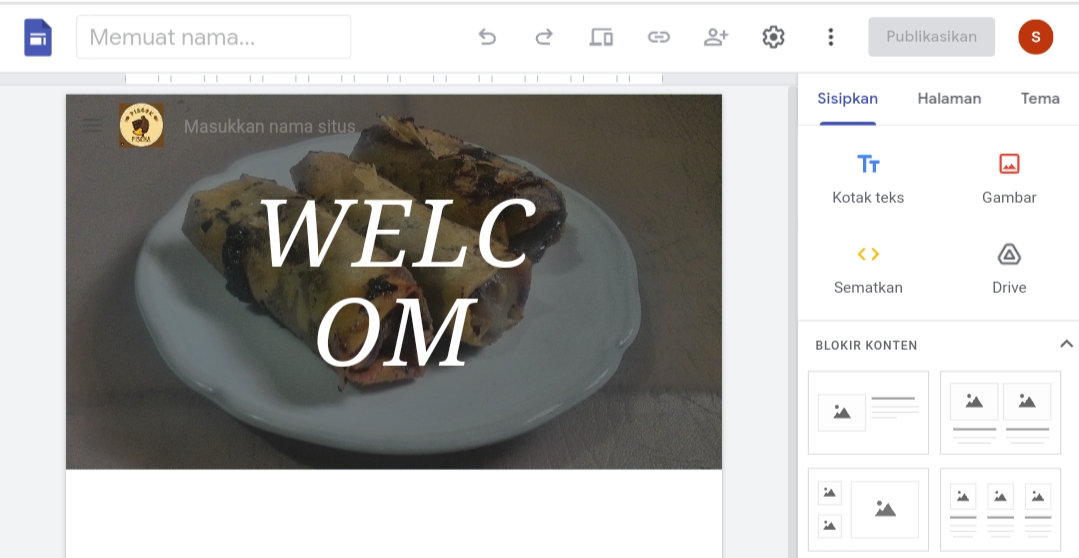 Memuat nama...
Publikasikan
S
Sisipkan
Halaman
Tema
Masukkan nama situs
WELC
OM
Kotak teks
Gambar
Sematkan
Drive
BLOKIR KONTEN